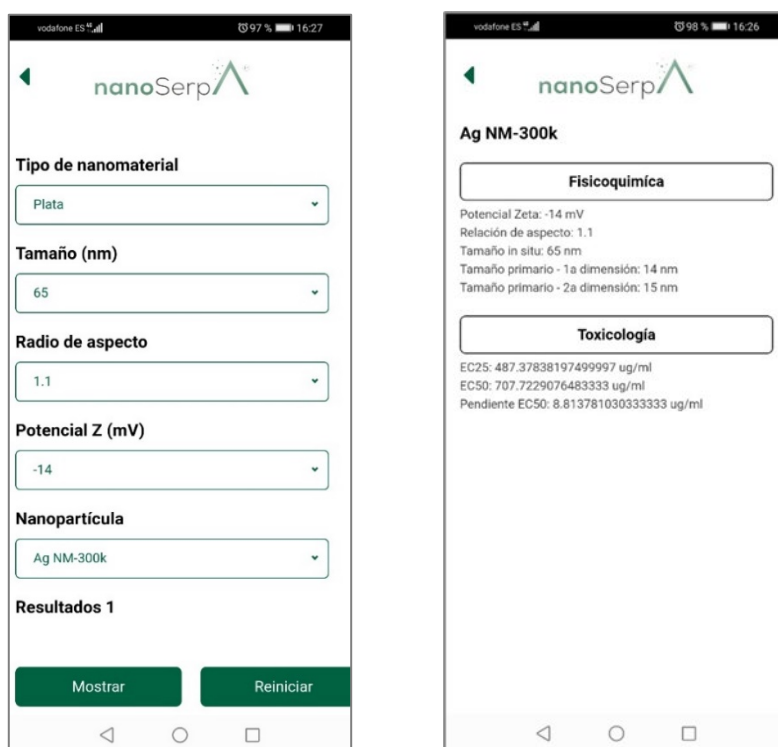 vodafone ES 97 % 16:27
nanoSerpA
Tipo de nanomaterial
Plata
Tamaño (nm)
65
Radio de aspecto
1.1
Potencial Z (mV)
-14
Nanopartícula
Ag NM-300k
Resultados 1
Mostrar Reiniciar
vodafone ES 98 % 16:26
nanoSerpA
Ag NM-300k
Fisicoquimíca
Potencial Zeta: -14 mV
Relación de aspecto: 1.1
Tamaño in situ: 65 nm
Tamaño primario - 1a dimensión: 14 nm
Tamaño primario - 2a dimensión: 15 nm
Toxicología
EC25: 487.37838197499997 ug/ml
EC50: 707.7229076483333 ug/ml
Pendiente EC50: 8.813781030333333 ug/ml